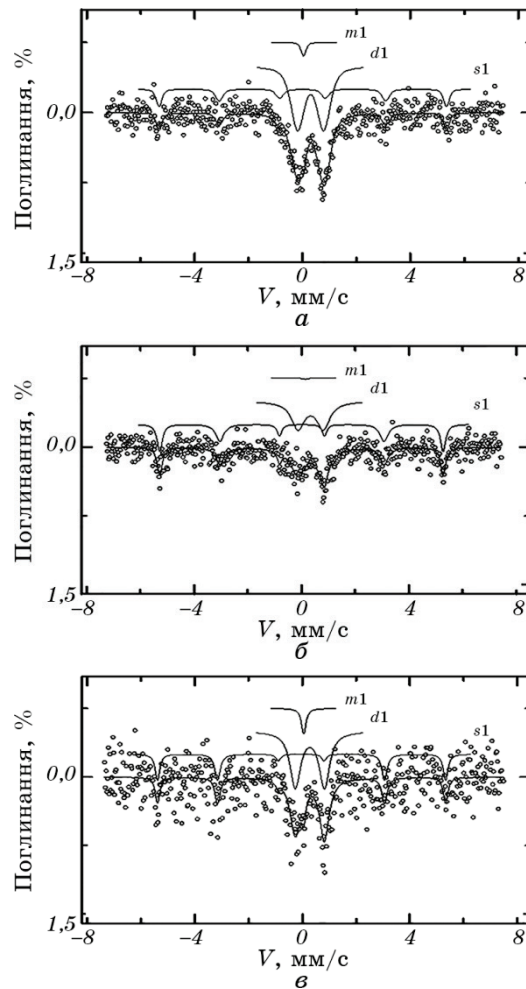 m1
d1
s1
Поглинання, %
0,0
1,5
−8 −4 0 4 8
V, мм/с
а
m1
d1
s1
Поглинання, %
0,0
1,5
−8 −4 0 4 8
V, мм/с
б
m1
d1
s1
Поглинання, %
0,0
1,5
−8 −4 0 4 8
V, мм/с
в